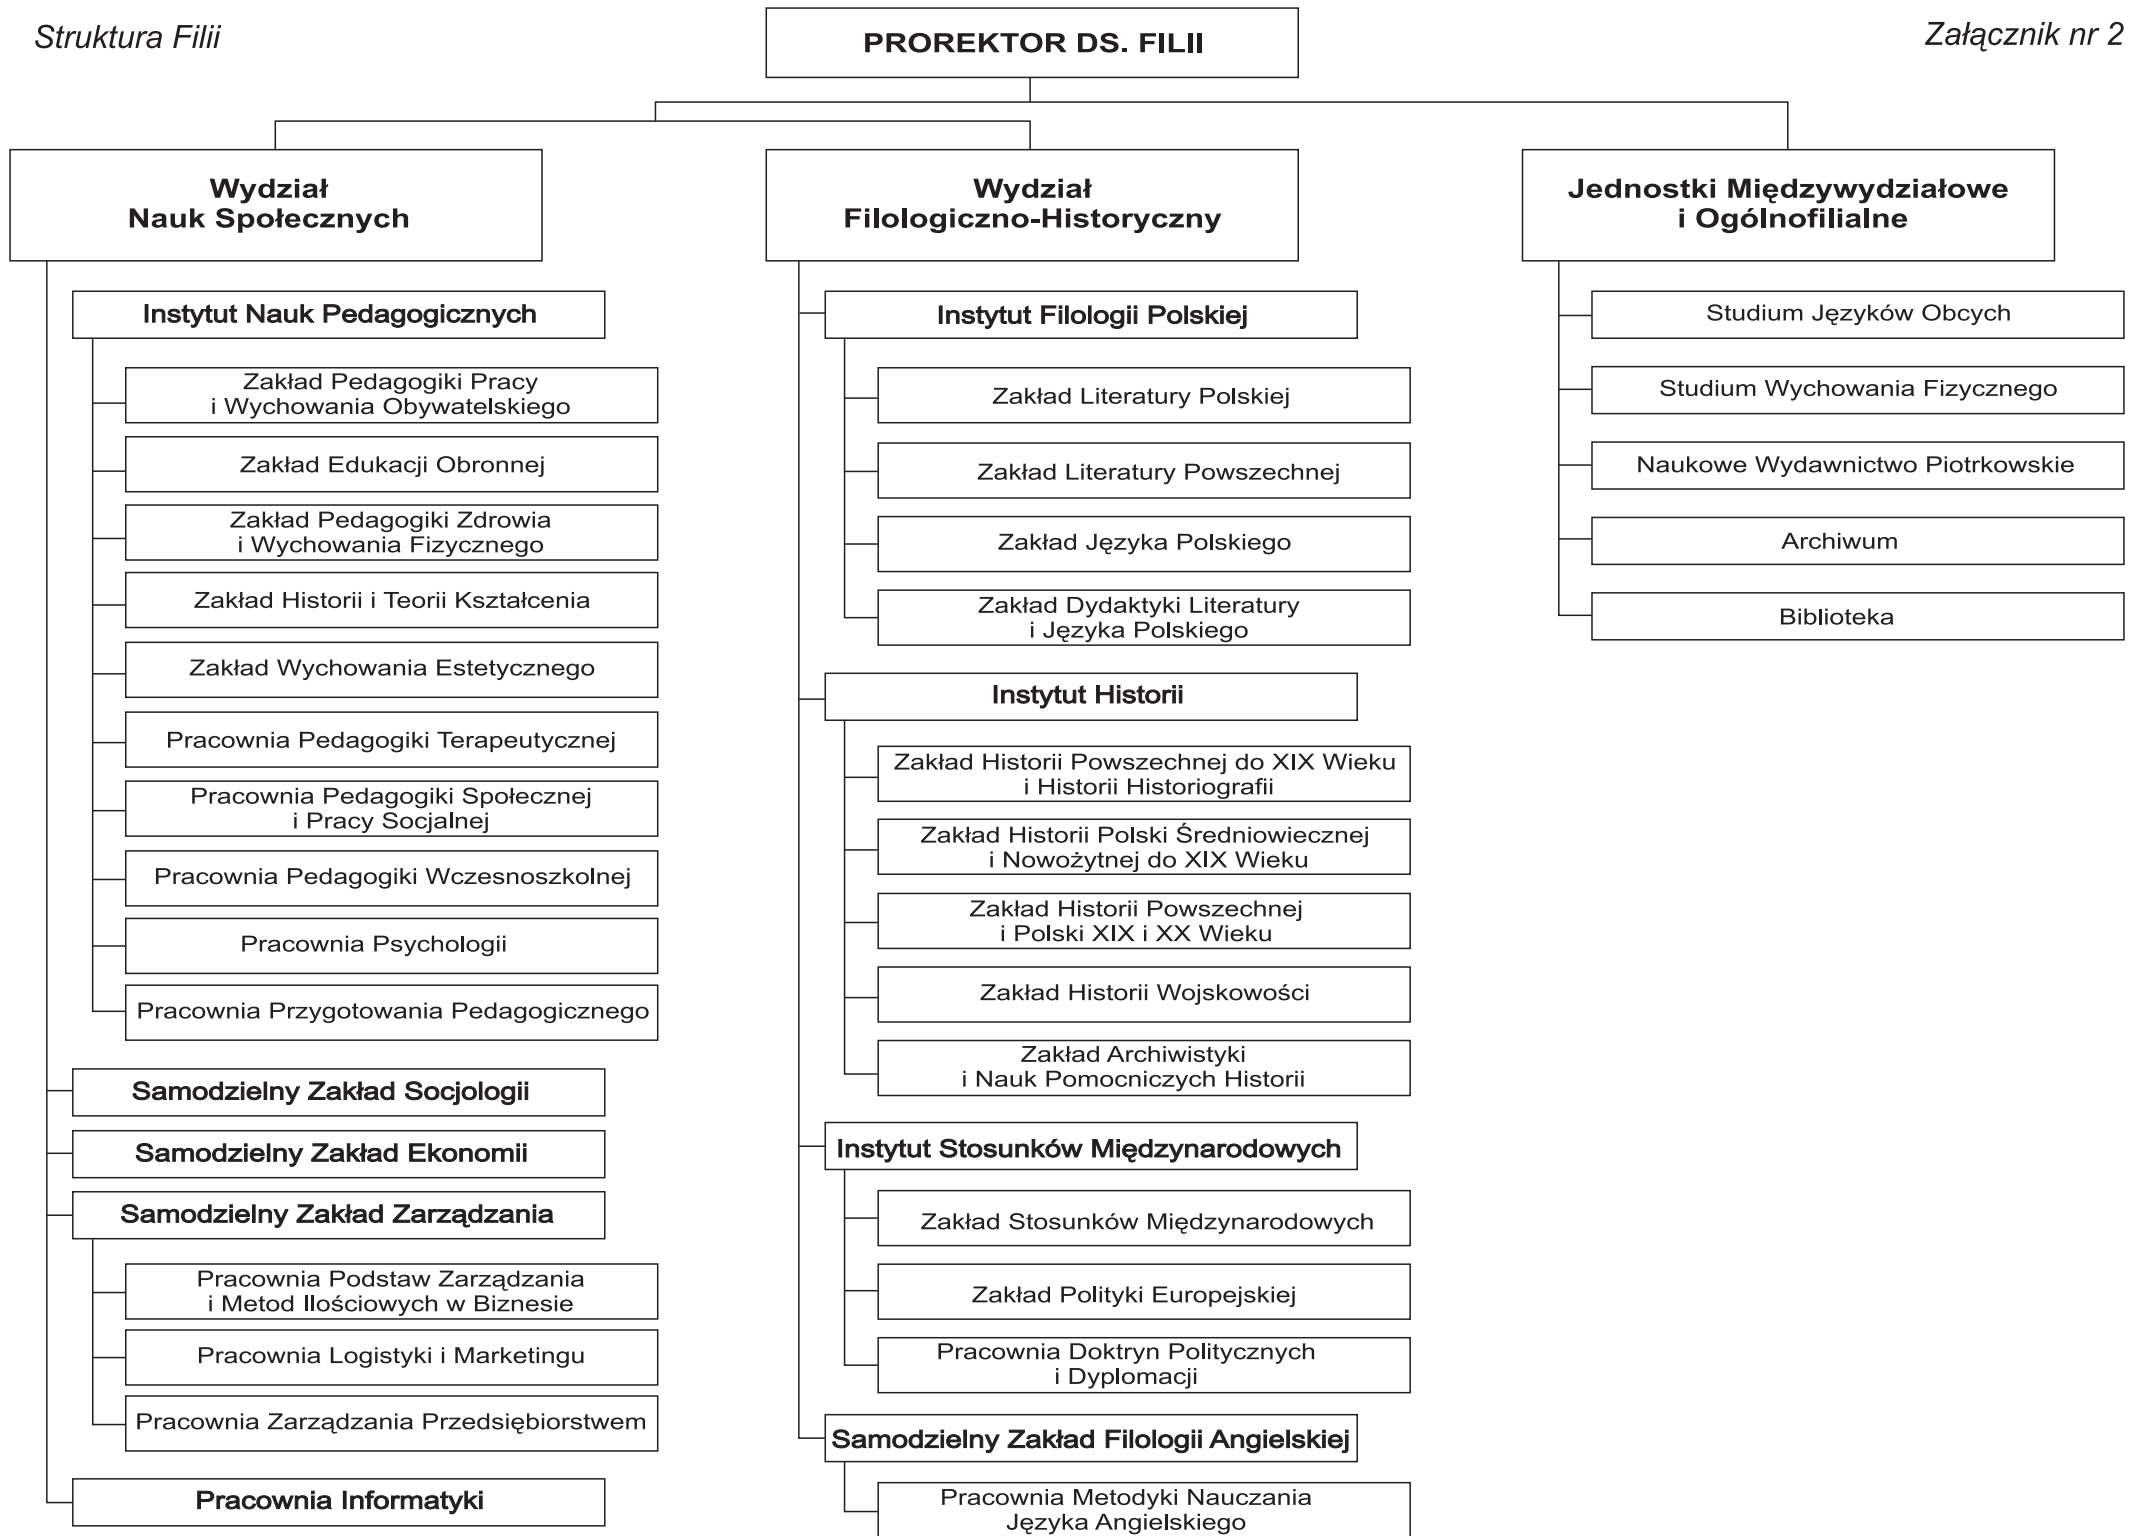 Struktura Filii
PROREKTOR DS. FILII
Załącznik nr 2
Wydział
Nauk Społecznych
Instytut Nauk Pedagogicznych
Zakład Pedagogiki Pracy
i Wychowania Obywatelskiego
Zakład Edukacji Obronnej
Zakład Pedagogiki Zdrowia
i Wychowania Fizycznego
Zakład Historii i Teorii Kształcenia
Zakład Wychowania Estetycznego
Pracownia Pedagogiki Terapeutycznej
Pracownia Pedagogiki Społecznej
i Pracy Socjalnej
Pracownia Pedagogiki Wczesnoszkolnej
Pracownia Psychologii
Pracownia Przygotowania Pedagogicznego
Samodzielny Zakład Socjologii
Samodzielny Zakład Ekonomii
Samodzielny Zakład Zarządzania
Pracownia Podstaw Zarządzania
i Metod Ilościowych w Biznesie
Pracownia Logistyki i Marketingu
Pracownia Zarządzania Przedsiębiorstwem
Pracownia Informatyki
Wydział
Filologiczno-Historyczny
Instytut Filologii Polskiej
Zakład Literatury Polskiej
Zakład Literatury Powszechnej
Zakład Języka Polskiego
Zakład Dydaktyki Literatury
i Języka Polskiego
Instytut Historii
Zakład Historii Powszechnej do XIX Wieku
i Historii Historiografii
Zakład Historii Polski Średniowiecznej
i Nowożytnej do XIX Wieku
Zakład Historii Powszechnej
i Polski XIX i XX Wieku
Zakład Historii Wojskowości
Zakład Archiwistyki
i Nauk Pomocniczych Historii
Instytut Stosunków Międzynarodowych
Zakład Stosunków Międzynarodowych
Zakład Polityki Europejskiej
Pracownia Doktryn Politycznych
i Dyplomacji
Samodzielny Zakład Filologii Angielskiej
Pracownia Metodyki Nauczania
Języka Angielskiego
Jednostki Międzywydziałowe
i Ogólnofilialne
Studium Języków Obcych
Studium Wychowania Fizycznego
Naukowe Wydawnictwo Piotrkowskie
Archiwum
Biblioteka